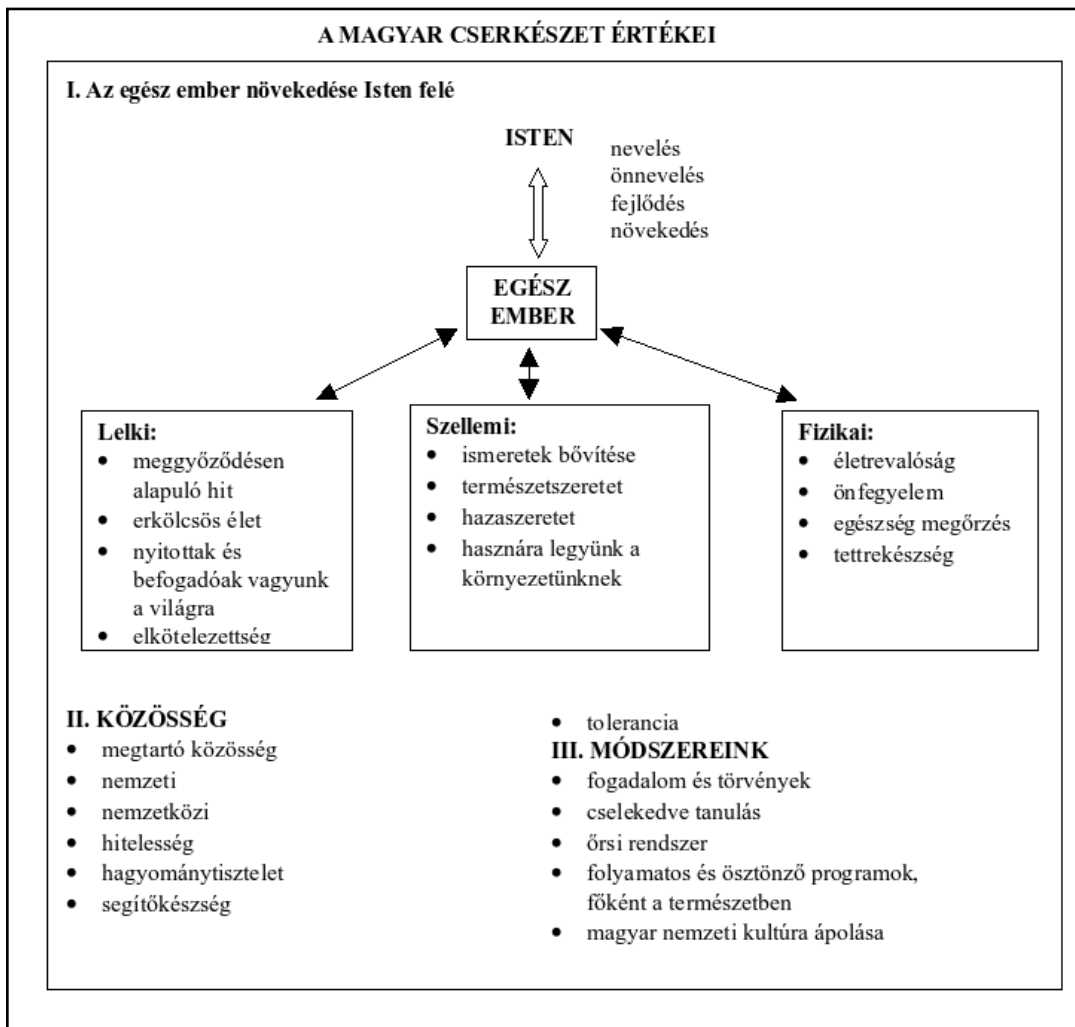 A MAGYAR CSERKÉSZET ÉRTÉKEI
I. Az egész ember növekedése Isten felé
ISTEN
nevelés
önnevelés
fejlődés
növekedés
EGÉSZ
EMBER
Lelki:
• meggyőződésen
alapuló hit
• erkölcsös élet
• nyitottak és
befogadóak vagyunk
a világra
• elkötelezettség
Szellemi:
• ismeretek bővítése
• természetszeretet
• hazaszeretet
• hasznára legyünk a
környezetünknek
Fizikai:
• életrevalóság
• önfegyelem
• egészség megőrzés
• tettrekészség
II. KÖZÖSSÉG
• megtartó közösség
• nemzeti
• nemzetközi
• hitelesség
• hagyománytisztelet
• segítőkészség
• tolerancia
III. MÓDSZEREINK
• fogadalom és törvények
• cselekedve tanulás
• őrsi rendszer
• folyamatos és ösztönző programok,
főként a természetben
• magyar nemzeti kultúra ápolása